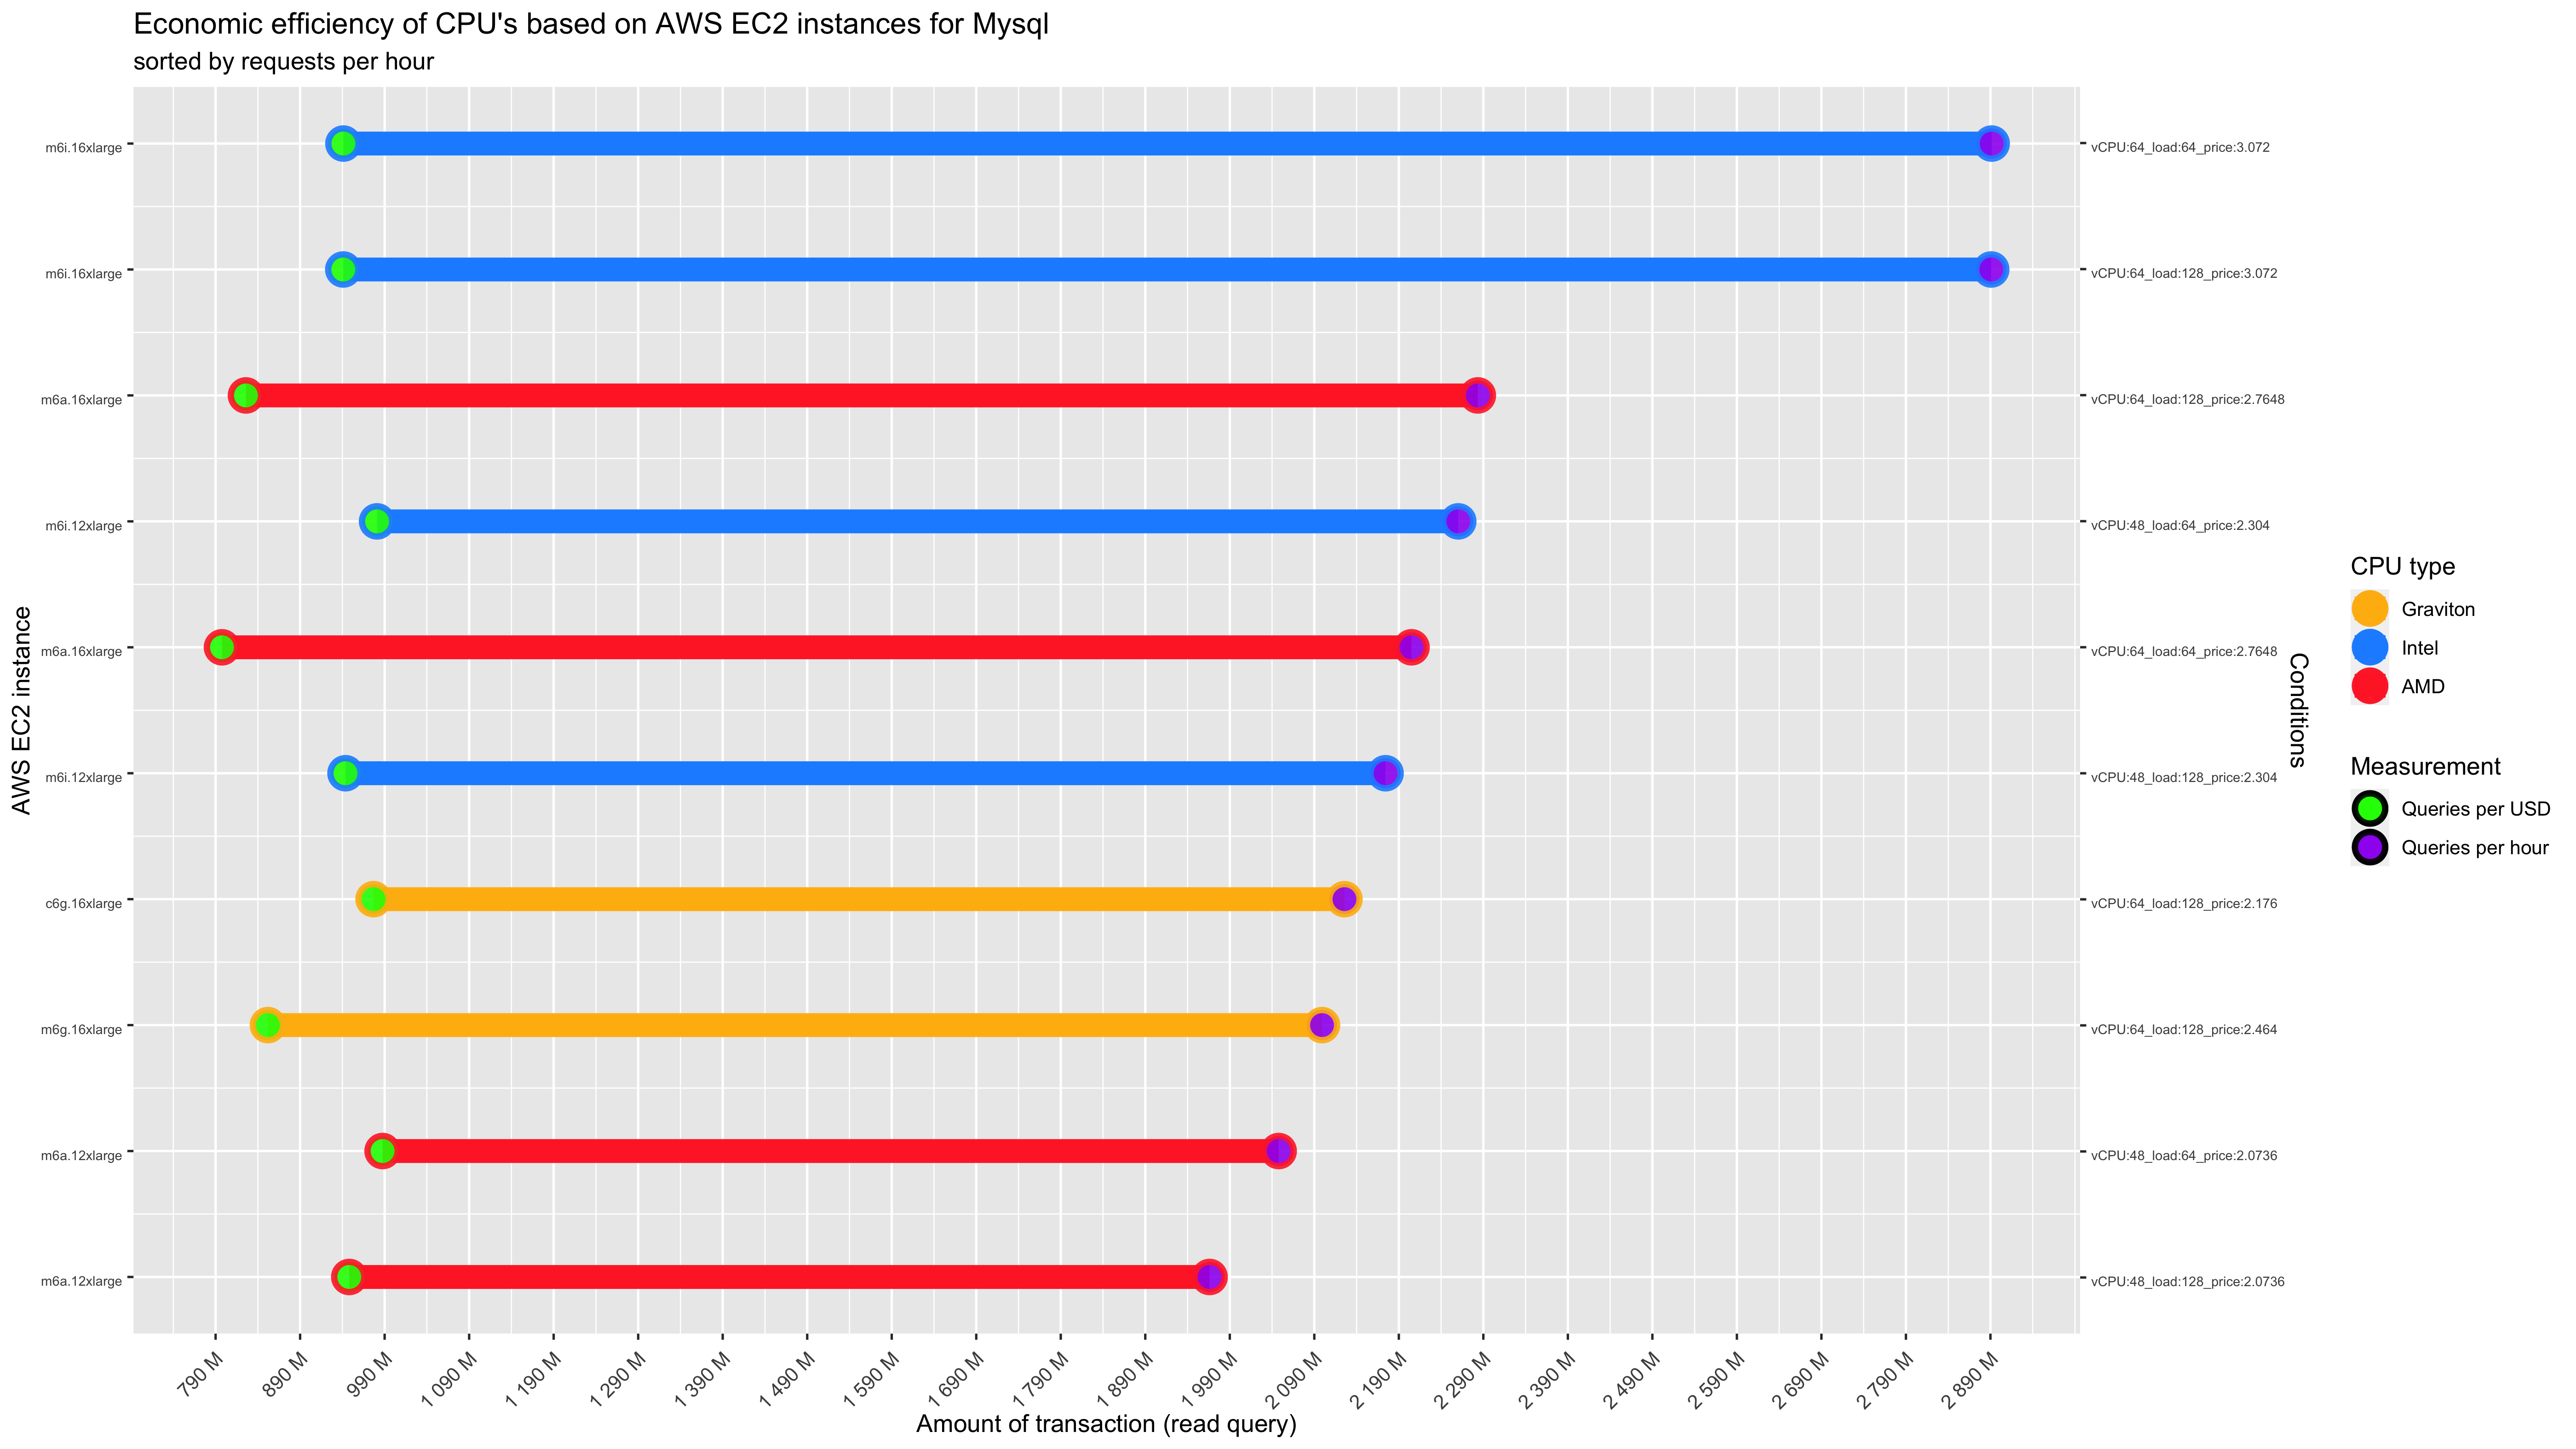 Economic efficiency of CPU's based on AWS EC2 instances for Mysql
sorted by requests per hour
AWS EC2 instance
m6i.16xlarge
vCPU:64_load:64_price:3.072
m6i.16xlarge
vCPU:64_load:128_price:3.072
m6a.16xlarge
vCPU:64_load:128_price:2.7648
m6i.12xlarge
vCPU:48_load:64_price:2.304
m6a.16xlarge
vCPU:64_load:64_price:2.7648
m6i.12xlarge
vCPU:48_load:128_price:2.304
c6g.16xlarge
vCPU:64_load:128_price:2.176
m6g.16xlarge
vCPU:64_load:128_price:2.464
m6a.12xlarge
vCPU:48_load:64_price:2.0736
m6a.12xlarge
vCPU:48_load:128_price:2.0736
Conditions
790 M
890 M
990 M
1 090 M
1 190 M
1 290 M
1 390 M
1 490 M
1 590 M
1 690 M
1 790 M
1 890 M
1 990 M
2 090 M
2 190 M
2 290 M
2 390 M
2 490 M
2 590 M
2 690 M
2 790 M
2 890 M
Amount of transaction (read query)
CPU type
Graviton
Intel
AMD
Measurement
Queries per USD
Queries per hour